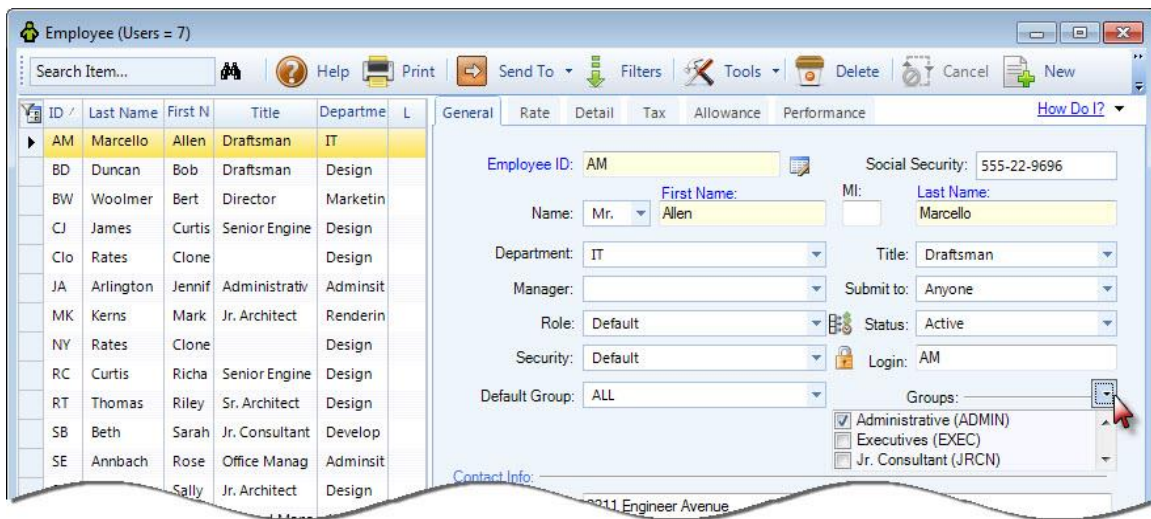 Employee (Users = 7)
Search Item... Help Print Send To Filters Tools Delete Cancel New
ID Last Name First N Title Departme L
AM Marcello Allen Draftsman IT
BD Duncan Bob Draftsman Design
BW Woolmer Bert Director Marketin
CJ James Curtis Senior Engine Design
Clo Rates Clone Design
JA Arlington Jennif Administrativ Adminsit
MK Kerns Mark Jr. Architect Renderin
NY Rates Clone Design
RC Curtis Richa Senior Engine Design
RT Thomas Riley Sr. Architect Design
SB Beth Sarah Jr. Consultant Develop
SE Annbach Rose Office Manag Adminsit
Sally Jr. Architect Design
General Rate Detail Tax Allowance Performance How Do I?
Employee ID: AM Social Security: 555-22-9696
First Name: MI: Last Name:
Name: Mr. Allen Marcello
Department: IT Title: Draftsman
Manager: Submit to: Anyone
Role: Default Status: Active
Security: Default Login: AM
Default Group: ALL Groups:
Administrative (ADMIN)
Executives (EXEC)
Jr. Consultant (JRCN)
Contact Info:
Engineer Avenue